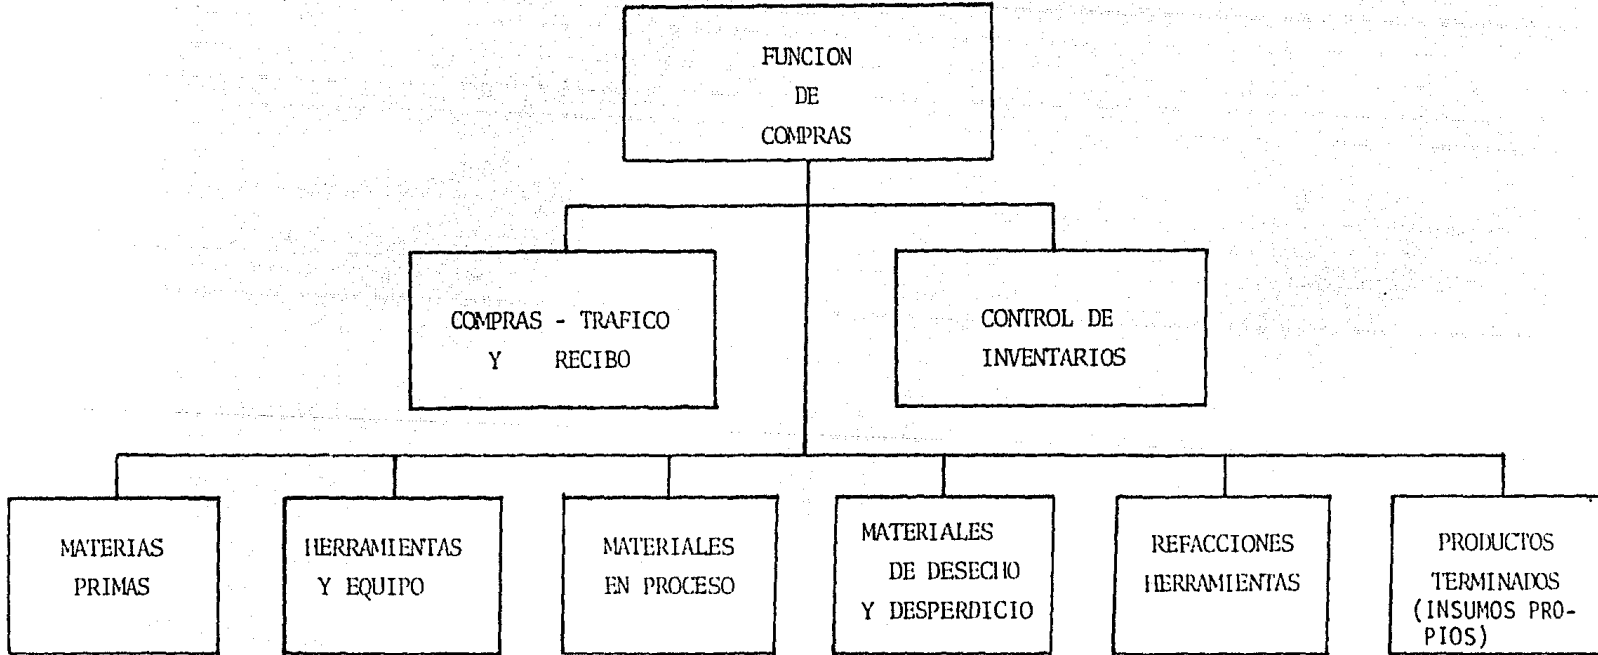 FUNCION
DE
COMPRAS
COMPRAS - TRAFICO
Y RECIBO
CONTROL DE
INVENTARIOS
MATERIAS
PRIMAS
HERRAMIENTAS
Y EQUIPO
MATERIALES
EN PROCESO
MATERIALES
DE DESECHO
Y DESPERDICIO
REFACCIONES
HERRAMIENTAS
PRODUCTOS
TERMINADOS
(INSUMOS PRO-
PIOS)